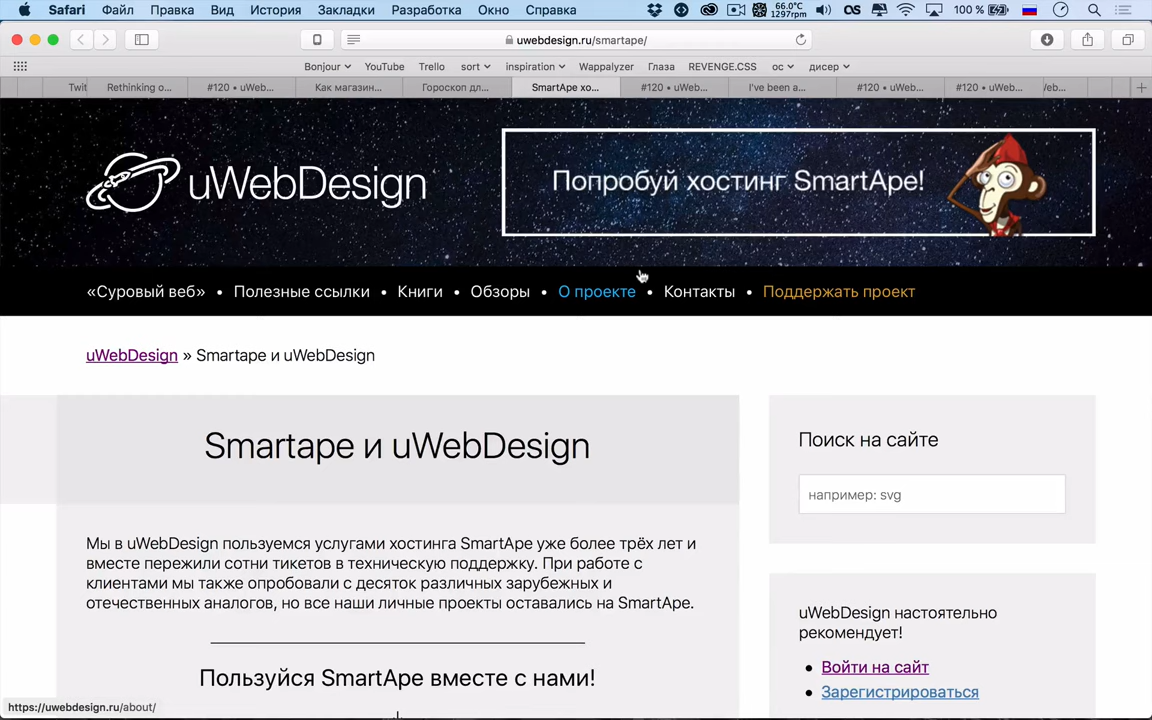 Safari Файл Правка Вид История Закладки Разработка Окно Справка
66.0°C
1297rpm
100 %
uwebdesign.ru/smartape/
Bonjour YouTube Trello sort inspiration Wappalyzer Глаза REVENGE.CSS ос дисер
Twit Rethinking o... #120 • uWeb... Как магазин... Гороскоп дл... SmartApe хо... #120 • uWeb... I've been a... #120 • uWeb... #120 • uWeb... /eb...
uWebDesign
Попробуй хостинг SmartApe!
«Суровый веб» • Полезные ссылки • Книги • Обзоры • О проекте • Контакты • Поддержать проект
uWebDesign » Smartape и uWebDesign
Smartape и uWebDesign
Мы в uWebDesign пользуемся услугами хостинга SmartApe уже более трёх лет и
вместе пережили сотни тикетов в техническую поддержку. При работе с
клиентами мы также опробовали с десяток различных зарубежных и
отечественных аналогов, но все наши личные проекты оставались на SmartApe.
Пользуйся SmartApe вместе с нами!
Поиск на сайте
например: svg
uWebDesign настоятельно
рекомендует!
• Войти на сайт
• Зарегистрироваться
https://uwebdesign.ru/about/